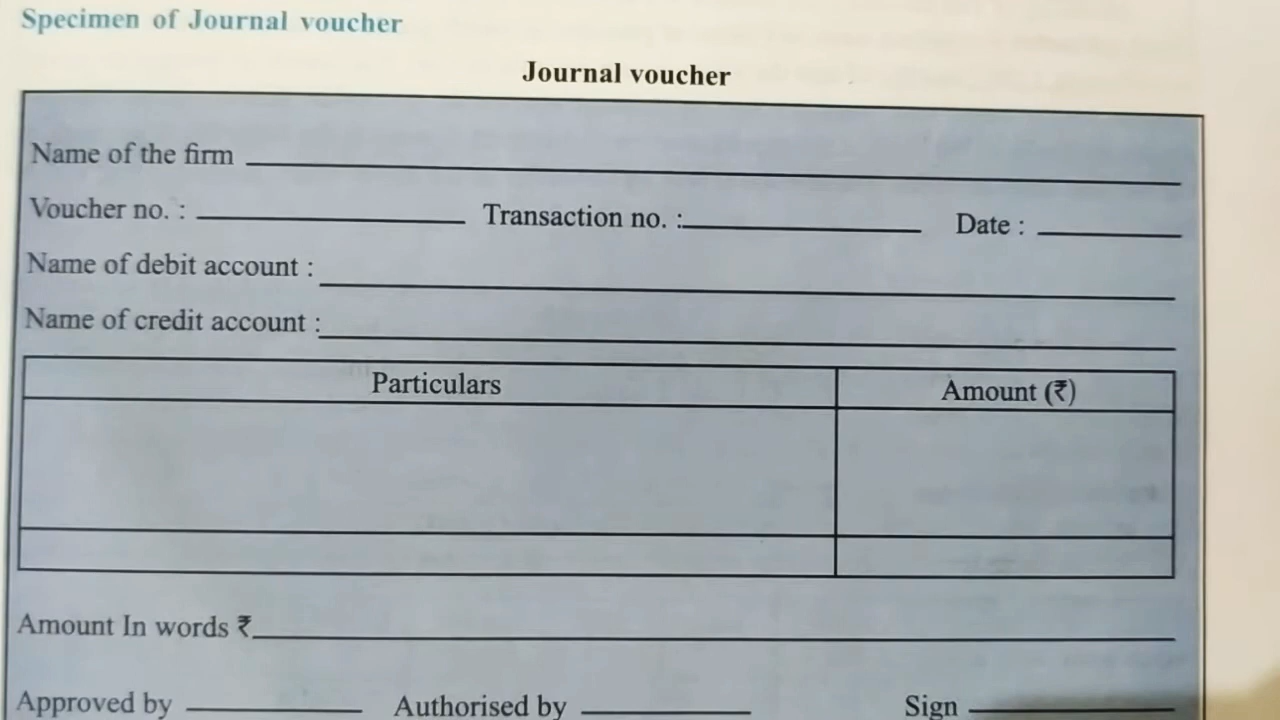 Specimen of Journal voucher
Journal voucher
Name of the firm
Voucher no. : Transaction no. : Date :
Name of debit account :
Name of credit account :
Particulars Amount (₹)
Amount In words ₹
Approved by Authorised by Sign